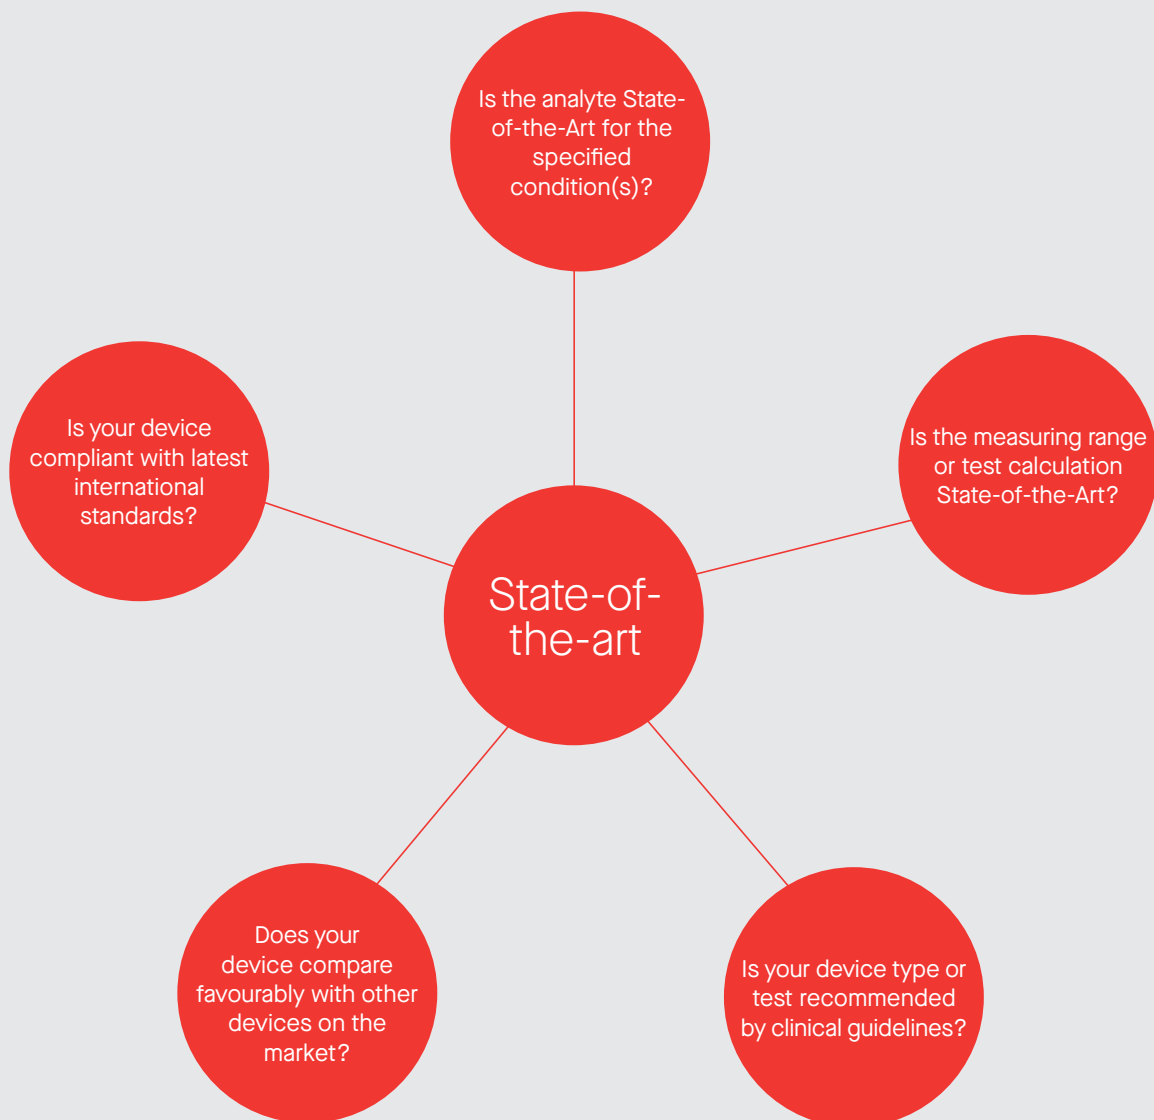 Is the analyte State-
of-the-Art for the
specified
condition(s)?
Is your device
compliant with latest
international
standards?
Is the measuring range
or test calculation
State-of-the-Art?
State-of-
the-art
Does your
device compare
favourably with other
devices on the
market?
Is your device type or
test recommended
by clinical guidelines?